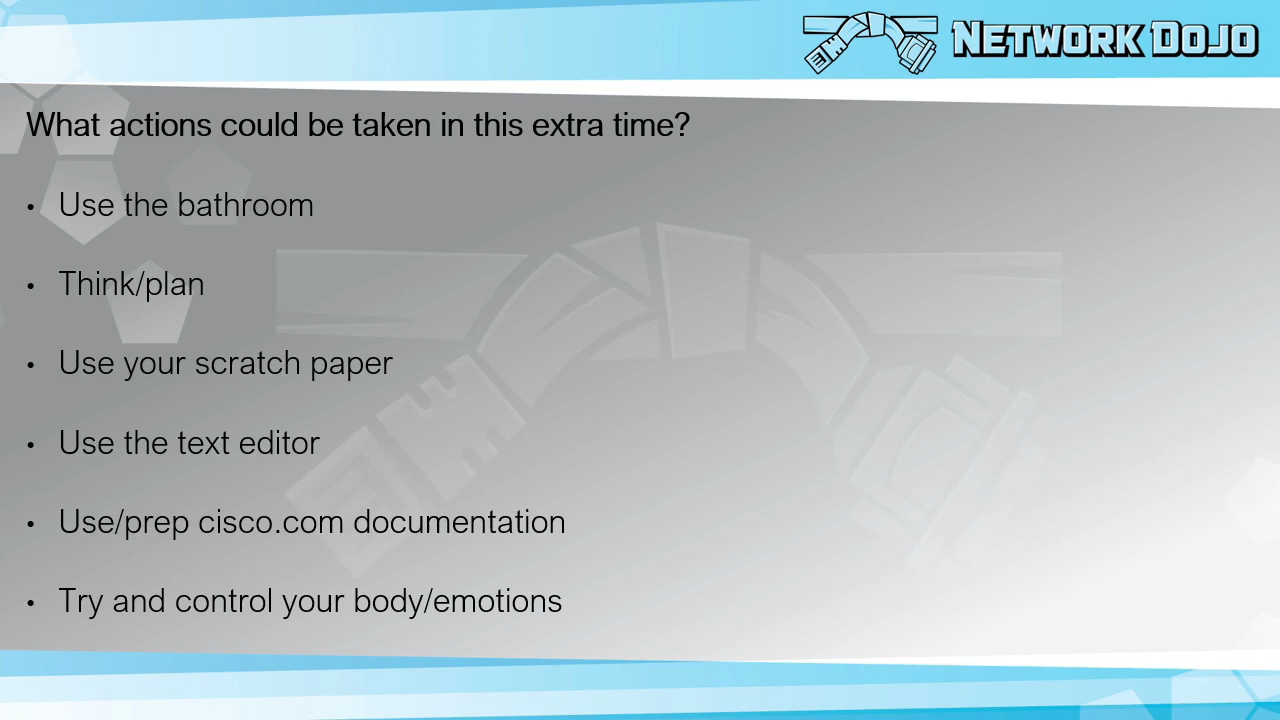 NETWORK DOJO
What actions could be taken in this extra time?
• Use the bathroom
• Think/plan
• Use your scratch paper
• Use the text editor
• Use/prep cisco.com documentation
• Try and control your body/emotions